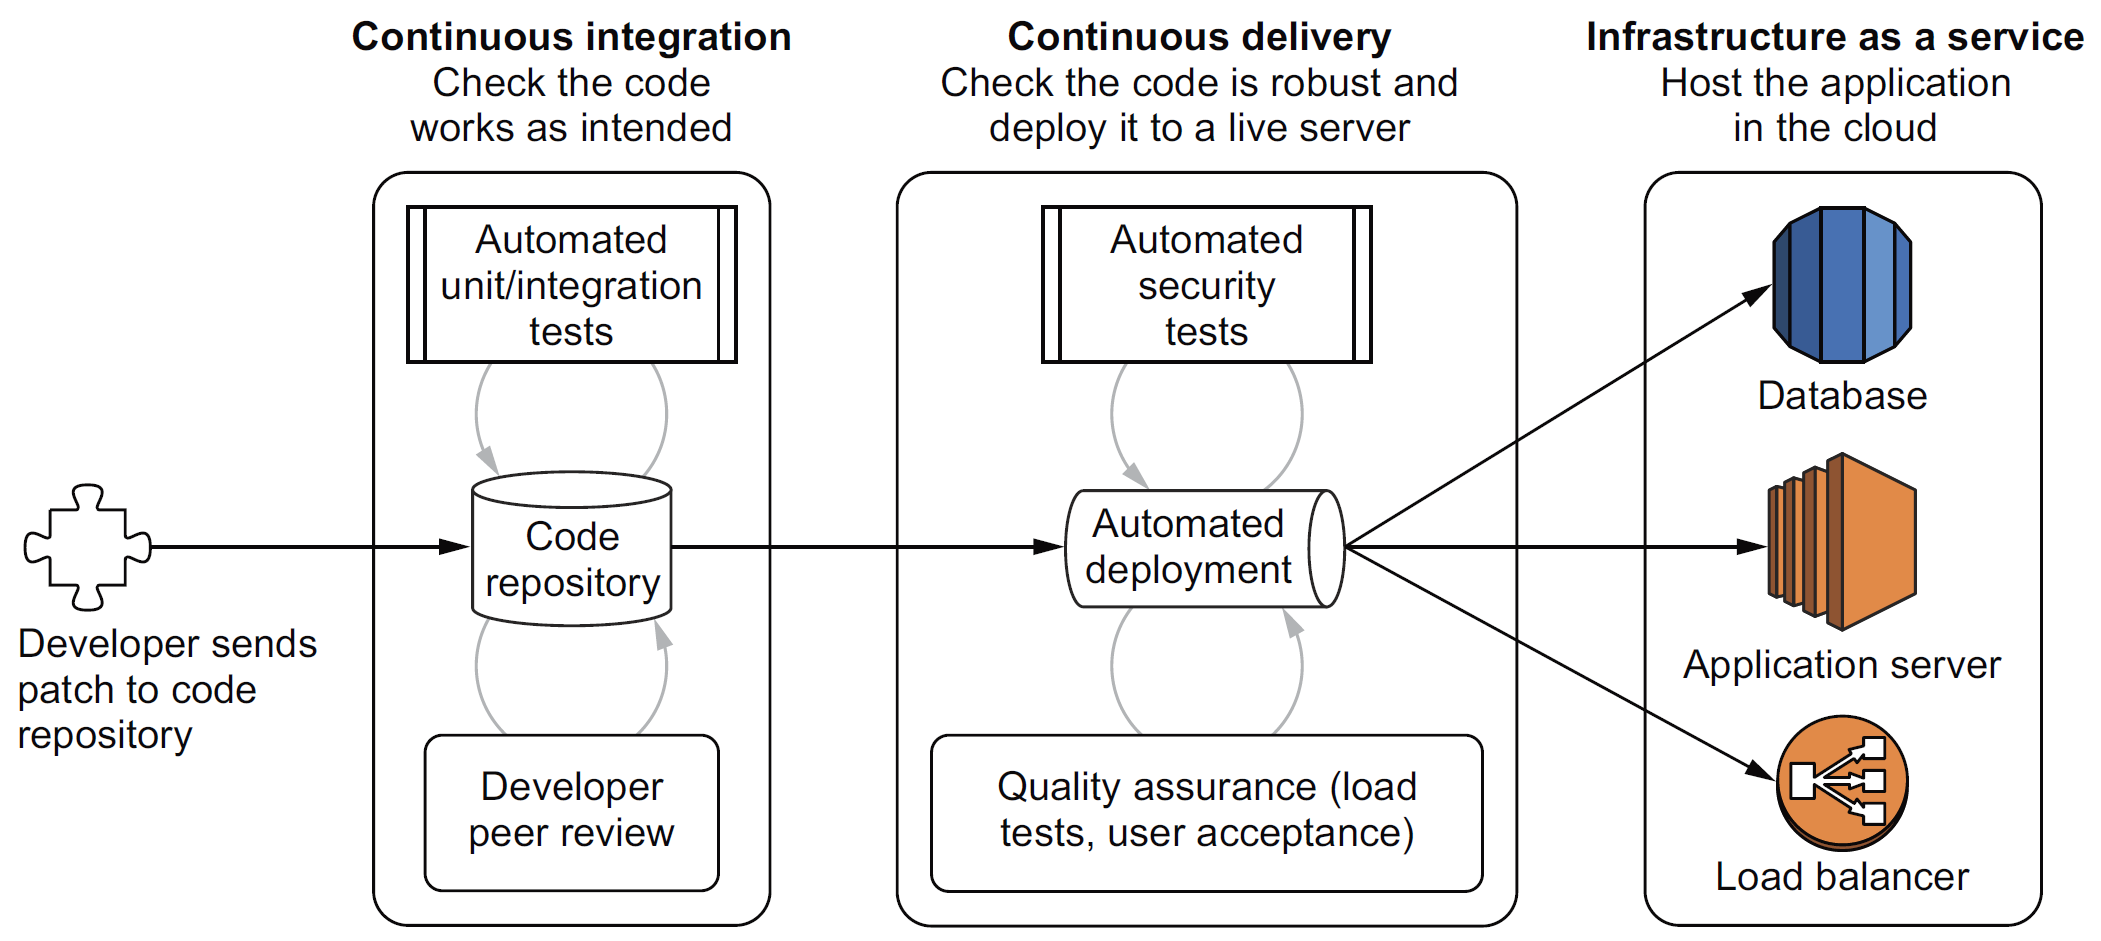 Continuous integration
Check the code
works as intended
Continuous delivery
Check the code is robust and
deploy it to a live server
Infrastructure as a service
Host the application
in the cloud
Developer sends
patch to code
repository
Automated
unit/integration
tests
Code
repository
Developer
peer review
Automated
security
tests
Automated
deployment
Quality assurance (load
tests, user acceptance)
Database
Application server
Load balancer